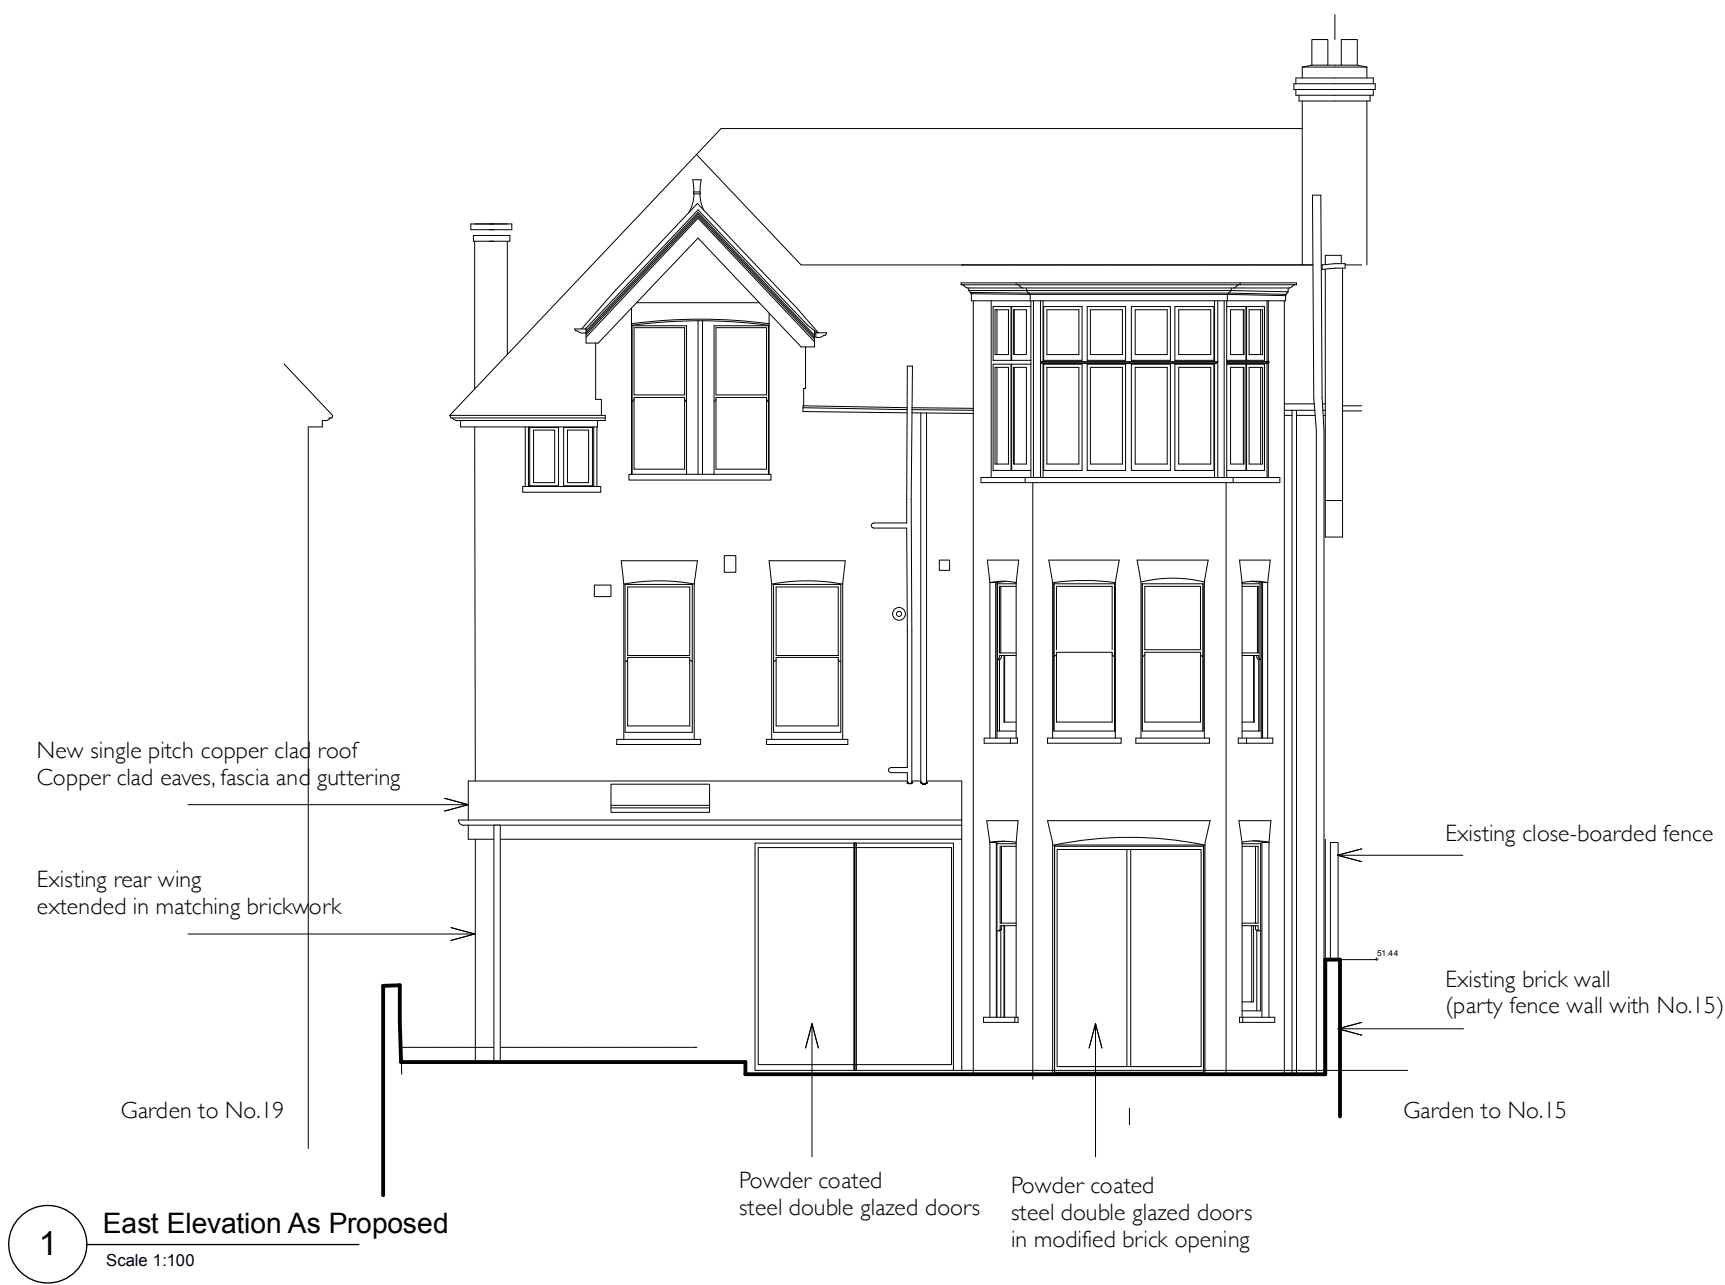 New single pitch copper clad roof
Copper clad eaves, fascia and guttering
Existing close-boarded fence
Existing rear wing
extended in matching brickwork
51.44
Existing brick wall
(party fence wall with No.15)
Garden to No.19
Garden to No.15
Powder coated
steel double glazed doors
Powder coated
steel double glazed doors
in modified brick opening
1
East Elevation As Proposed
Scale 1:100